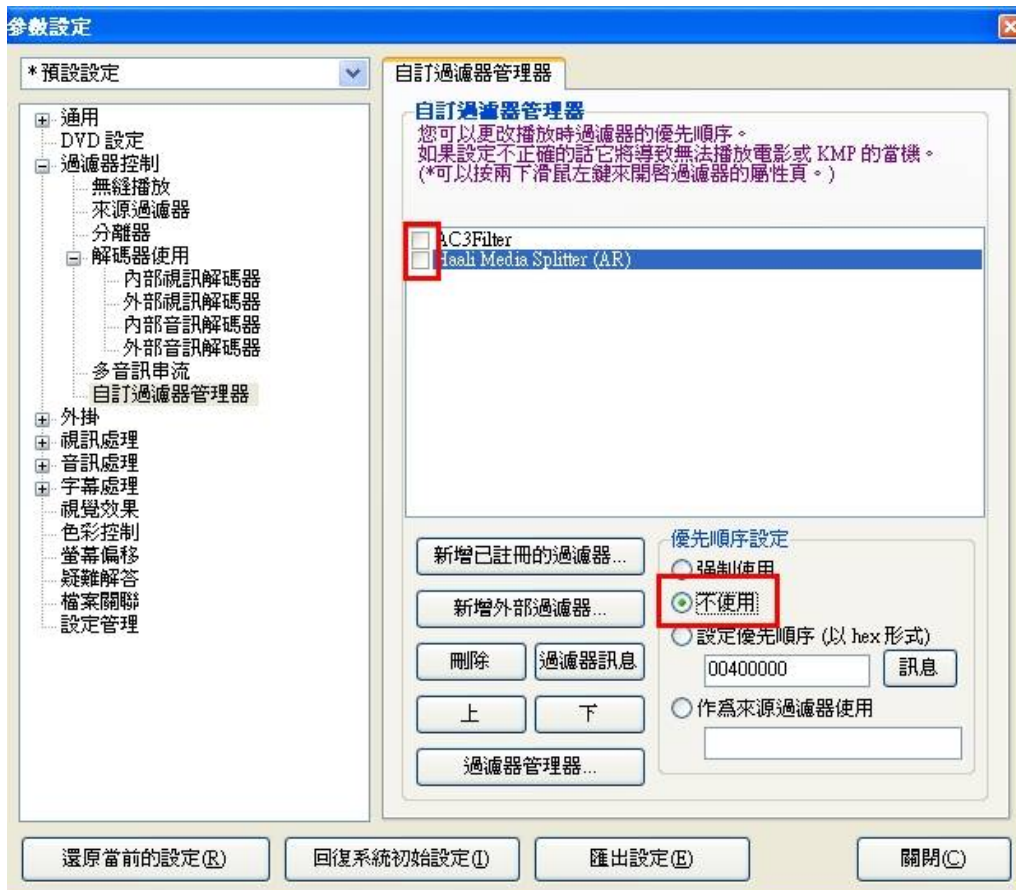 參數設定
*預設設定
通用
DVD 設定
過濾器控制
無縫播放
來源過濾器
分離器
解碼器使用
內部視訊解碼器
外部視訊解碼器
內部音訊解碼器
外部音訊解碼器
多音訊串流
自訂過濾器管理器
外掛
視訊處理
音訊處理
字幕處理
視覺效果
色彩控制
螢幕偏移
疑難解答
檔案關聯
設定管理
自訂過濾器管理器
自訂過濾器管理器
您可以更改播放時過濾器的優先順序。
如果設定不正確的話它將導致無法播放電影或 KMP 的當機。
(*可以按兩下滑鼠左鍵來開啓過濾器的屬性頁。)
AC3Filter
Haali Media Splitter (AR)
新增已註冊的過濾器...
新增外部過濾器...
刪除
過濾器訊息
上
下
過濾器管理器...
優先順序設定
強制使用
不使用
設定優先順序 (以 hex 形式)
00400000
訊息
作爲來源過濾器使用
還原當前的設定(R)
回復系統初始設定(I)
匯出設定(E)
關閉(C)